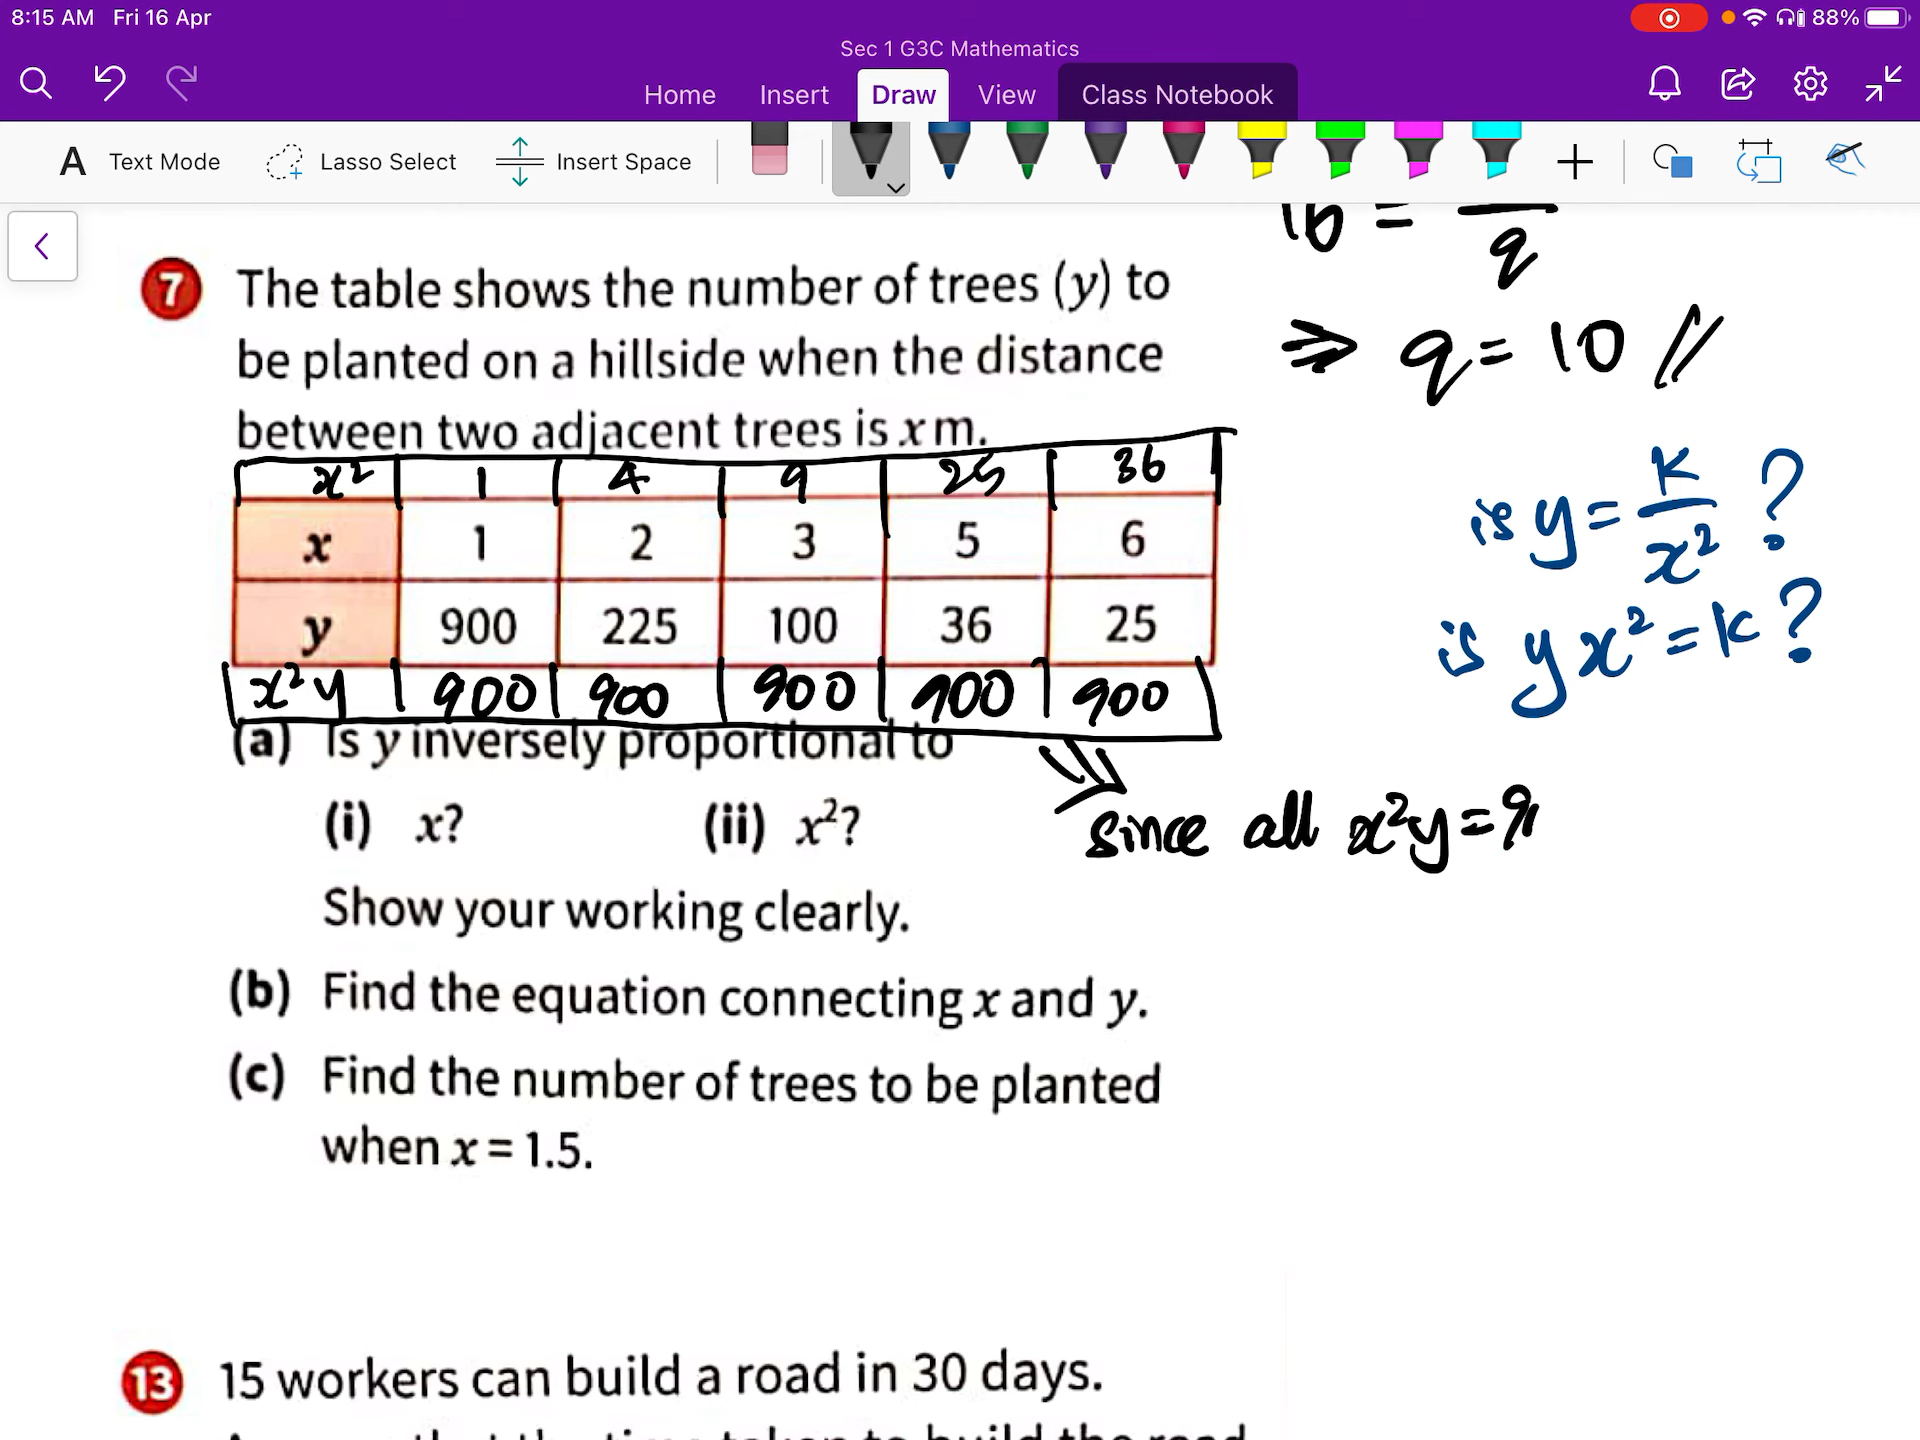 8:15 AM Fri 16 Apr
88%
Sec 1 G3C Mathematics
Home Insert Draw View Class Notebook
A Text Mode Lasso Select Insert Space
16 = q
7 The table shows the number of trees (y) to
be planted on a hillside when the distance
between two adjacent trees is x m.
⇒ q = 10 //
x² 1 4 9 25 36
x 1 2 3 5 6
y 900 225 100 36 25
x²y 900 900 900 900 900
is y = k/x² ?
is yx² = k ?
(a) Is y inversely proportional to
(i) x? (ii) x²?
since all x²y = 9
Show your working clearly.
(b) Find the equation connecting x and y.
(c) Find the number of trees to be planted
when x = 1.5.
13 15 workers can build a road in 30 days.